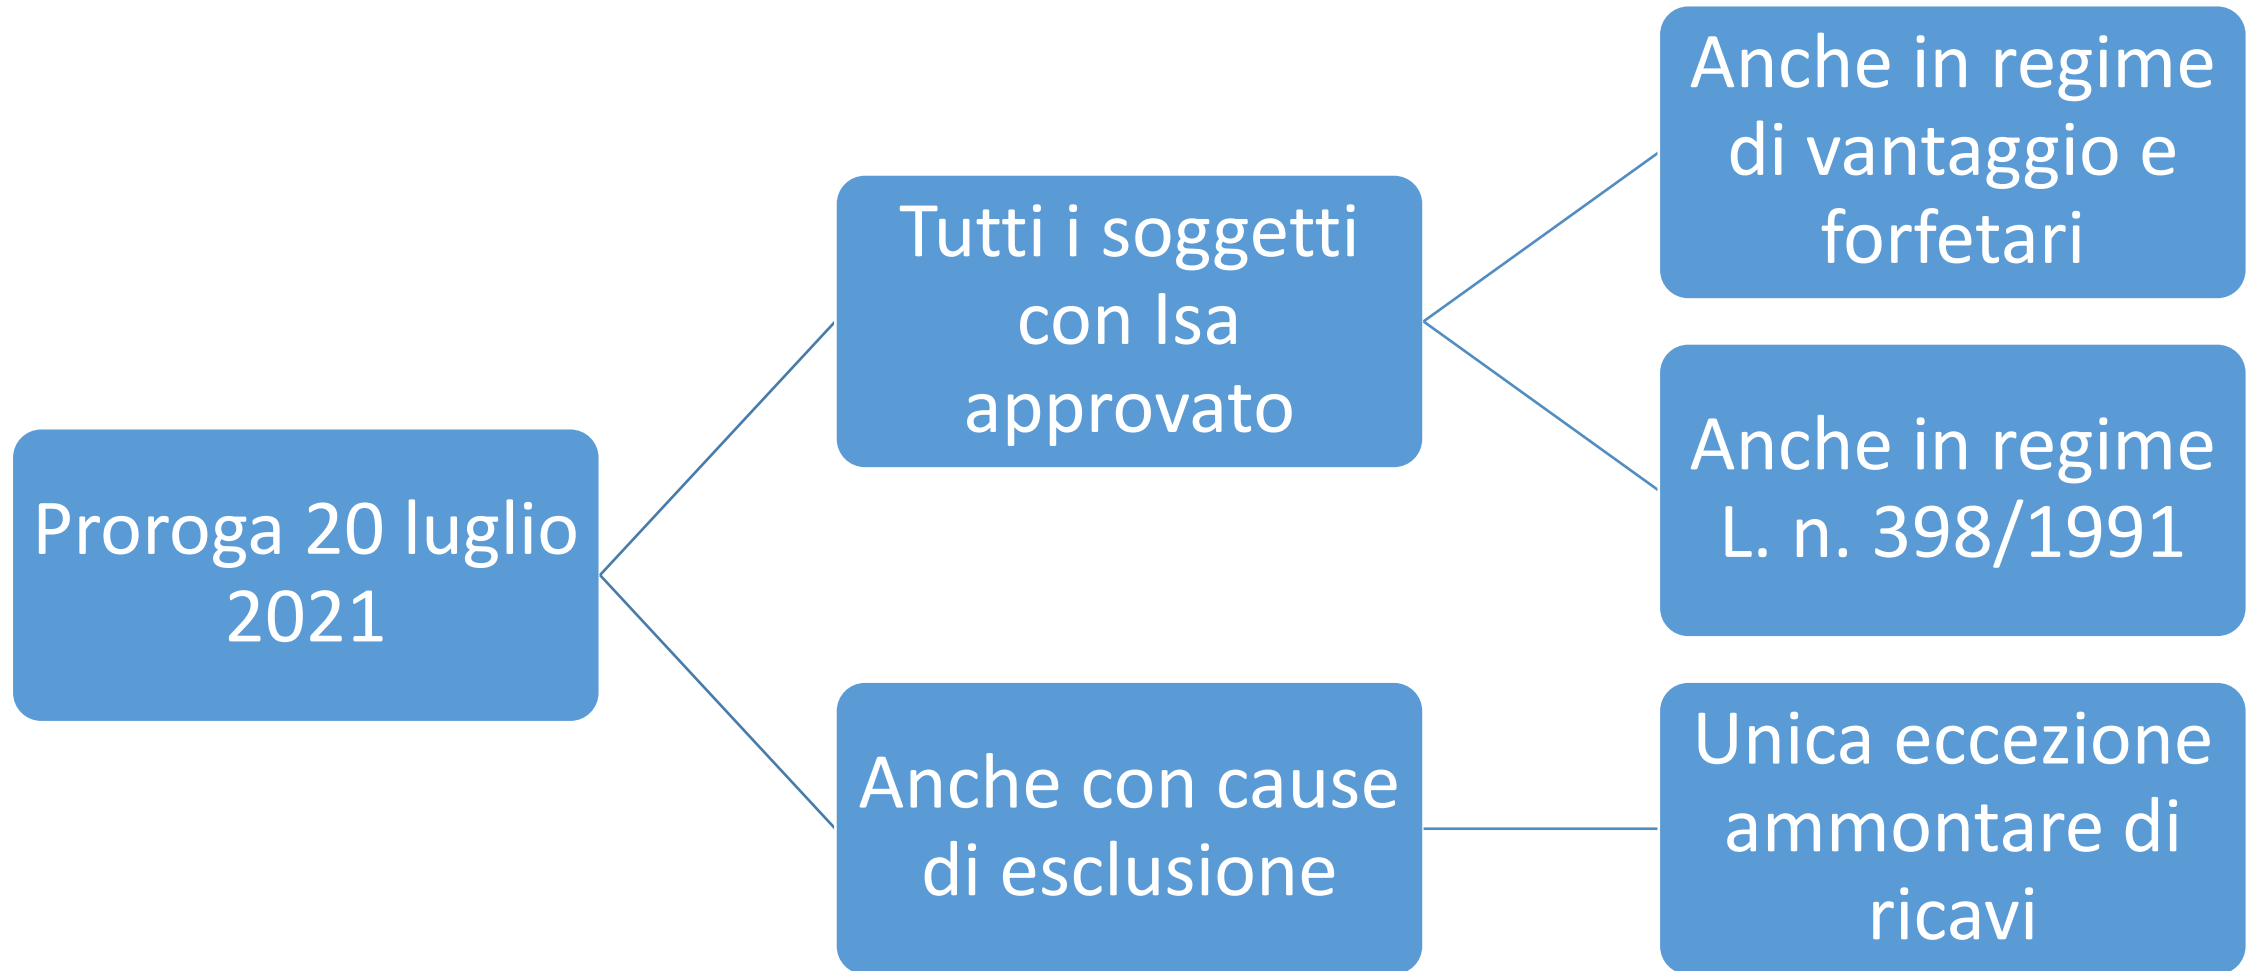 Proroga 20 luglio
2021
Tutti i soggetti
con Isa
approvato
Anche in regime
di vantaggio e
forfetari
Anche in regime
L. n. 398/1991
Anche con cause
di esclusione
Unica eccezione
ammontare di
ricavi